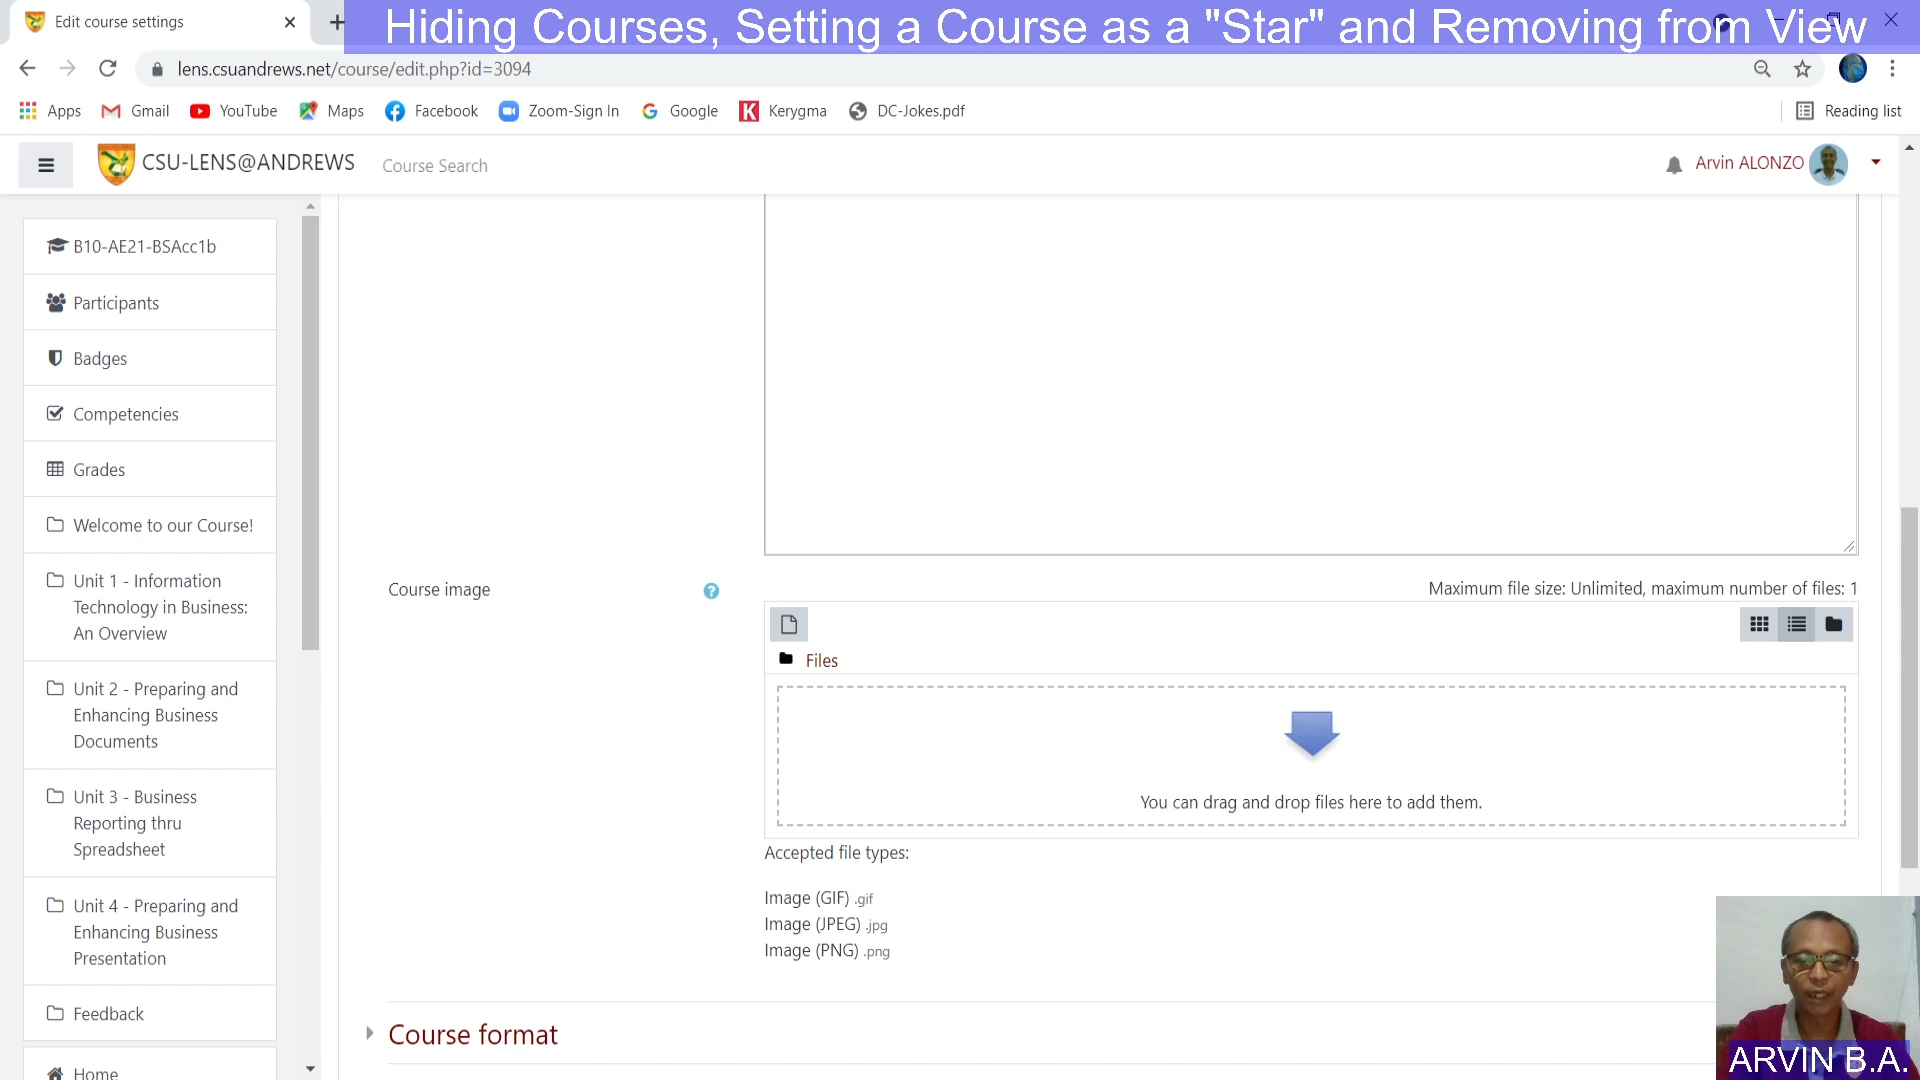 Edit course settings
Hiding Courses, Setting a Course as a "Star" and Removing from View
lens.csuandrews.net/course/edit.php?id=3094
Apps
Gmail
YouTube
Maps
Facebook
Zoom-Sign In
Google
Kerygma
DC-Jokes.pdf
Reading list
CSU-LENS@ANDREWS
Course Search
Arvin ALONZO
B10-AE21-BSAcc1b
Participants
Badges
Competencies
Grades
Welcome to our Course!
Unit 1 - Information
Technology in Business:
An Overview
Unit 2 - Preparing and
Enhancing Business
Documents
Unit 3 - Business
Reporting thru
Spreadsheet
Unit 4 - Preparing and
Enhancing Business
Presentation
Feedback
Home
Course image
Maximum file size: Unlimited, maximum number of files: 1
Files
You can drag and drop files here to add them.
Accepted file types:
Image (GIF) .gif
Image (JPEG) .jpg
Image (PNG) .png
Course format
ARVIN B.A.